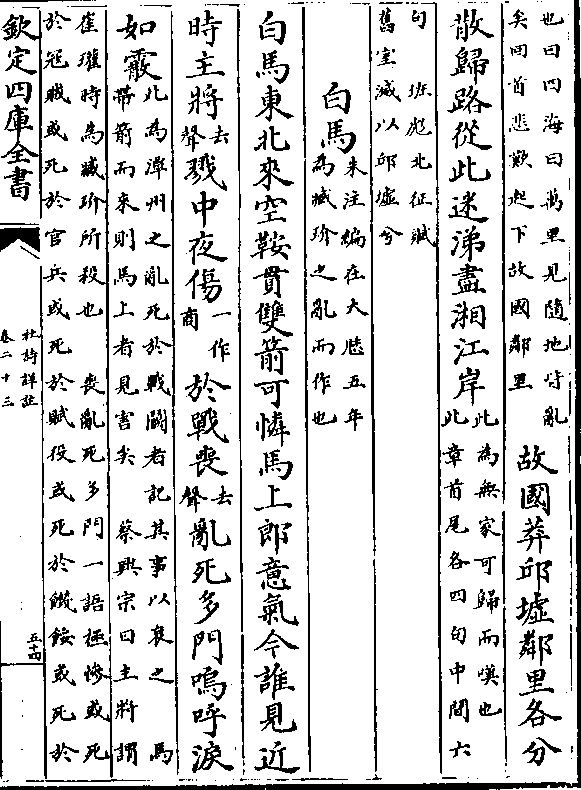 也曰四海曰萬里見隨地皆亂
矣回首悲歎起下故國鄰里
故國莽邱墟鄰里各分
散歸路從此迷涕盡湘江岸
此為無家可歸而嘆也
此章首尾各四句中間六
句 班彪北征賦
舊室滅以邱墟兮
白馬
朱注編在大厯五年
為臧玠之亂而作也
白馬東北來空鞍貫雙箭可憐馬上郎意氣今誰見近
時主將去聲戮中夜傷一作商於戰喪去聲亂死多門嗚呼淚
如霰
此為潭州之亂死於戰鬭者記其事以哀之 馬
帶箭而來則馬上者見害矣 蔡興宗曰主將謂
崔瓘時為臧玠所殺也 喪亂死多門一語極慘或死
於冦賊或死於官兵或死於賦役或死於饑餒或死於
欽定四庫全書
杜詩詳註
卷二十三
五十四